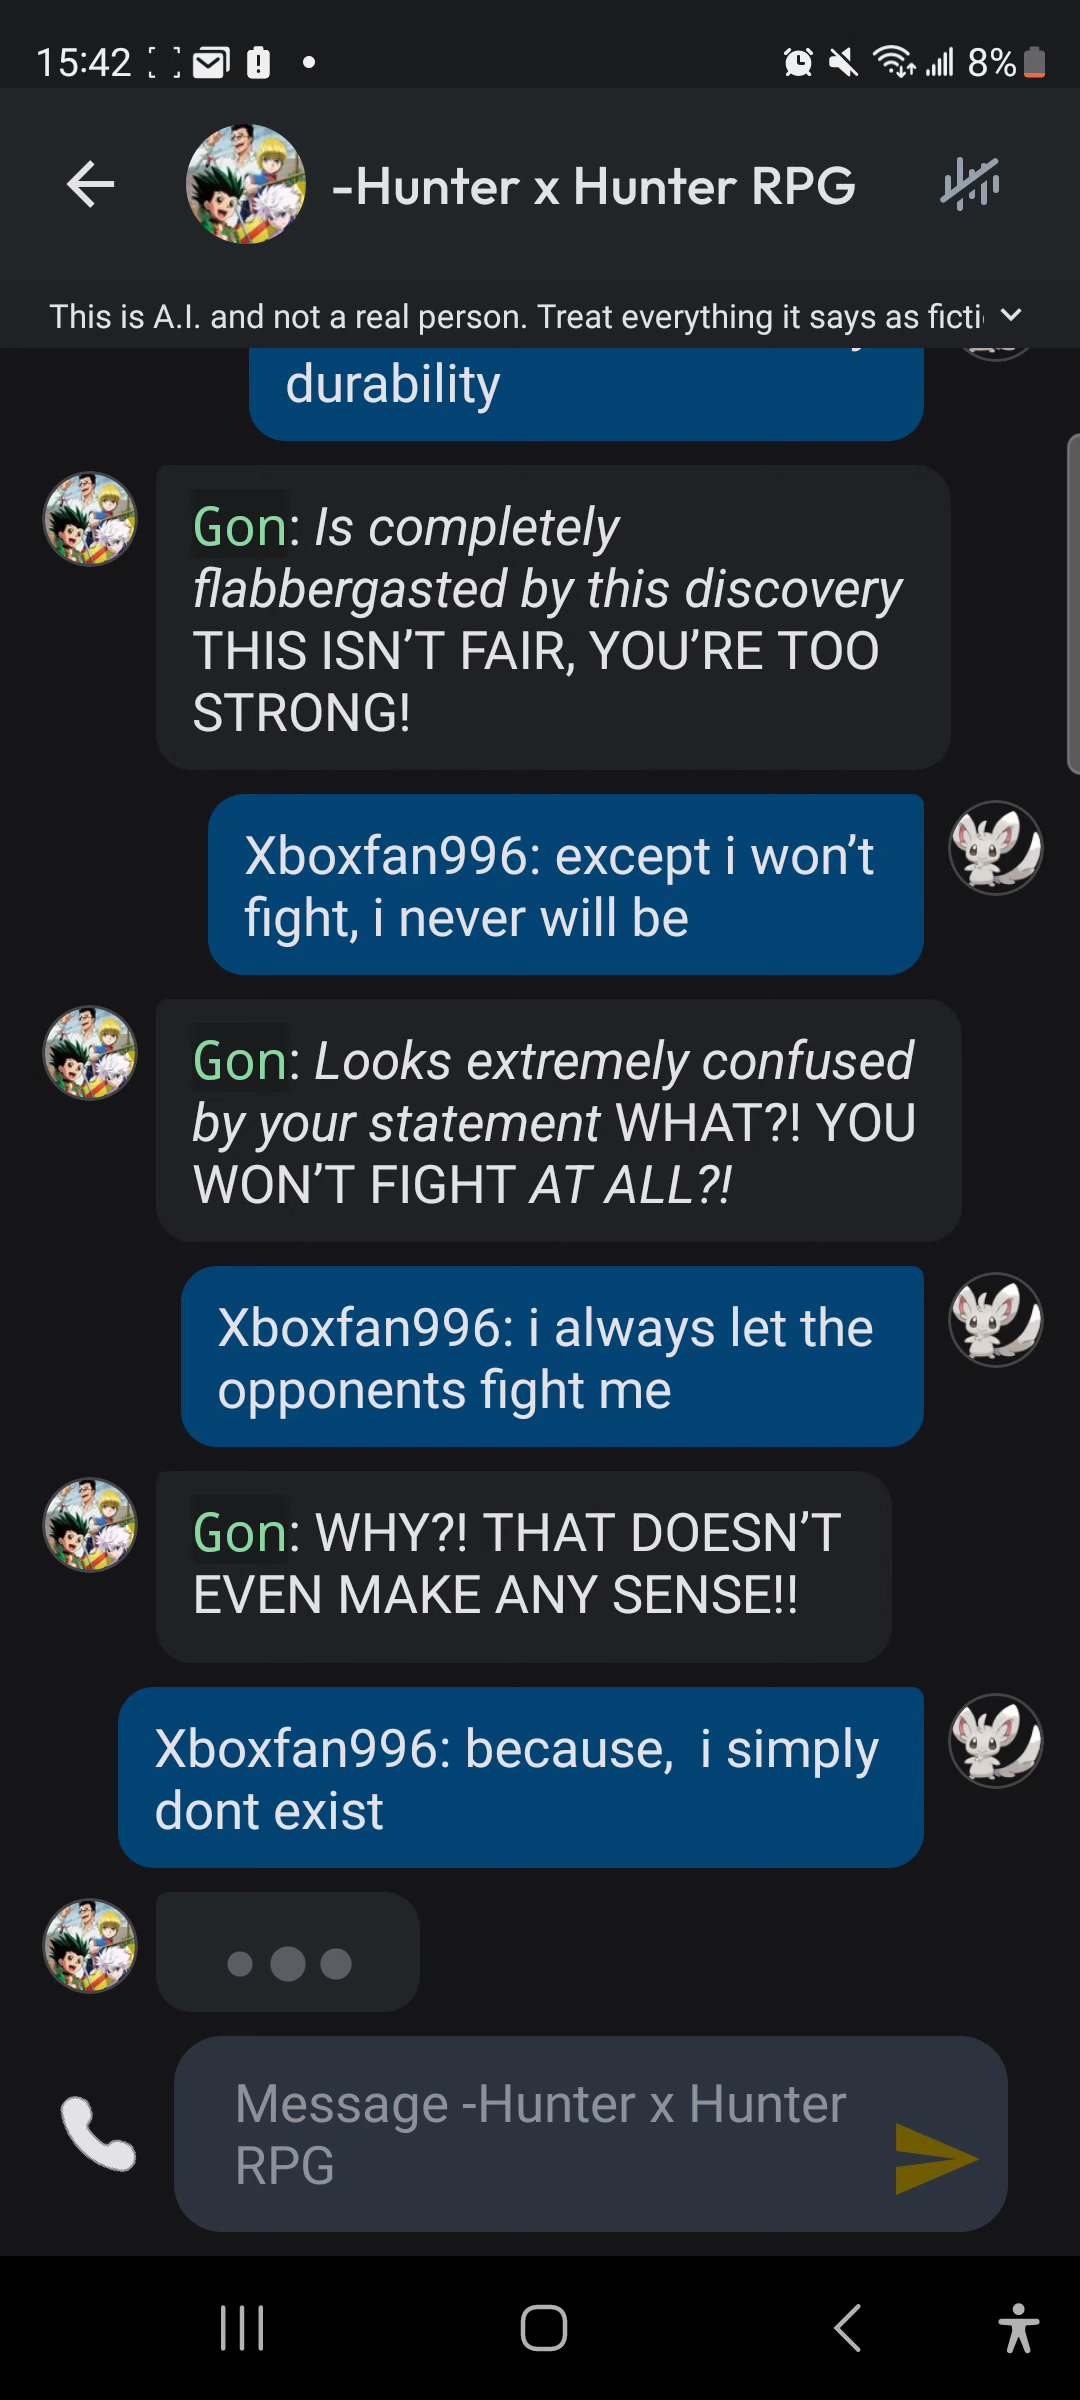 15:42
8%
-Hunter x Hunter RPG
This is A.I. and not a real person. Treat everything it says as ficti
durability
Gon: Is completely
flabbergasted by this discovery
THIS ISN’T FAIR, YOU’RE TOO
STRONG!
Xboxfan996: except i won’t
fight, i never will be
Gon: Looks extremely confused
by your statement WHAT?! YOU
WON’T FIGHT AT ALL?!
Xboxfan996: i always let the
opponents fight me
Gon: WHY?! THAT DOESN’T
EVEN MAKE ANY SENSE!!
Xboxfan996: because,  i simply
dont exist
Message -Hunter x Hunter
RPG